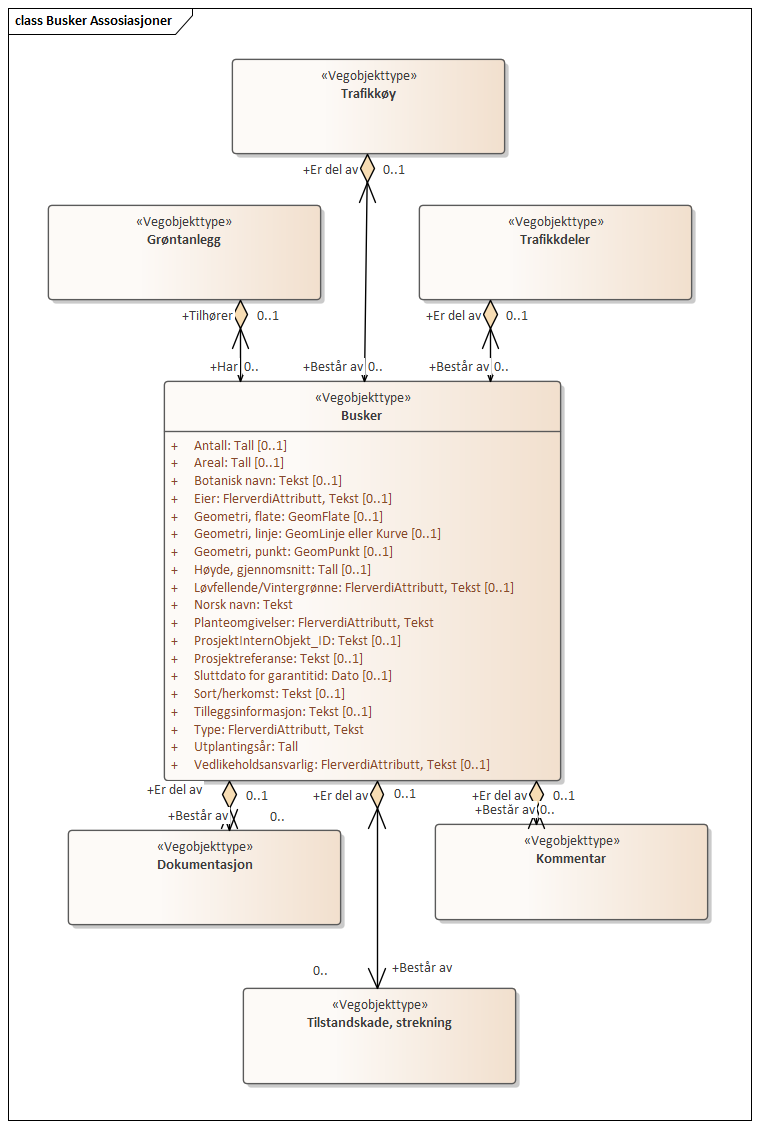 class Busker Assosiasjoner
«Vegobjekttype»
Trafikkøy
+Er del av 0..1
«Vegobjekttype»
Grøntanlegg
«Vegobjekttype»
Trafikkdeler
+Tilhører 0..1
+Er del av 0..1
+Har 0..
+Består av 0..
+Består av 0..
«Vegobjekttype»
Busker
+ Antall: Tall [0..1]
+ Areal: Tall [0..1]
+ Botanisk navn: Tekst [0..1]
+ Eier: FlerverdiAttributt, Tekst [0..1]
+ Geometri, flate: GeomFlate [0..1]
+ Geometri, linje: GeomLinje eller Kurve [0..1]
+ Geometri, punkt: GeomPunkt [0..1]
+ Høyde, gjennomsnitt: Tall [0..1]
+ Løvfellende/Vintergrønne: FlerverdiAttributt, Tekst [0..1]
+ Norsk navn: Tekst
+ Planteomgivelser: FlerverdiAttributt, Tekst
+ ProsjektInternObjekt_ID: Tekst [0..1]
+ Prosjektreferanse: Tekst [0..1]
+ Sluttdato for garantitid: Dato [0..1]
+ Sort/herkomst: Tekst [0..1]
+ Tilleggsinformasjon: Tekst [0..1]
+ Type: FlerverdiAttributt, Tekst
+ Utplantingsår: Tall
+ Vedlikeholdsansvarlig: FlerverdiAttributt, Tekst [0..1]
+Er del av 0..1
+Er del av 0..1
+Er del av 0..1
+Består av 0..
+Består av 0..
«Vegobjekttype»
Dokumentasjon
«Vegobjekttype»
Kommentar
0.. +Består av
«Vegobjekttype»
Tilstandskade, strekning